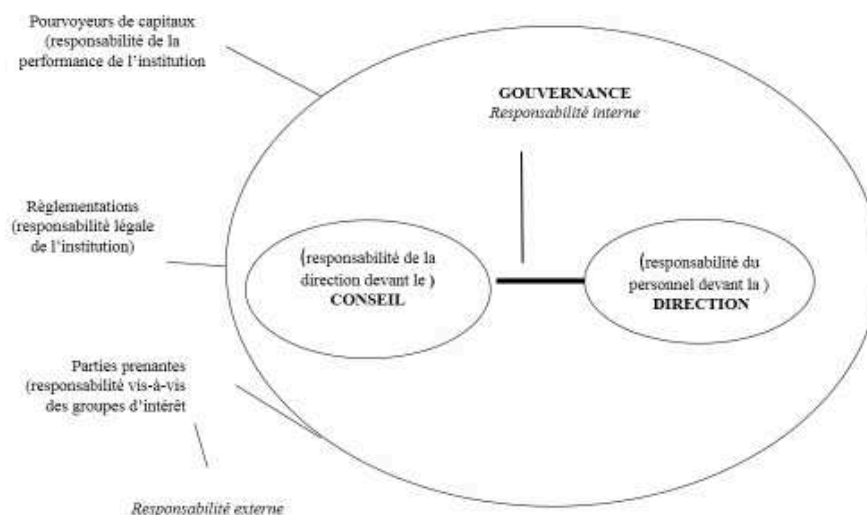 Pourvoyeurs de capitaux
(responsabilité de la
performance de l'institution
GOUVERNANCE
Responsabilité interne
Règlementations
(responsabilité légale
de l'institution)
(responsabilité de la
direction devant le )
CONSEIL
(responsabilité du
personnel devant la )
DIRECTION
Parties prenantes
(responsabilité vis-à-vis
des groupes d'intérêt
Responsabilité externe